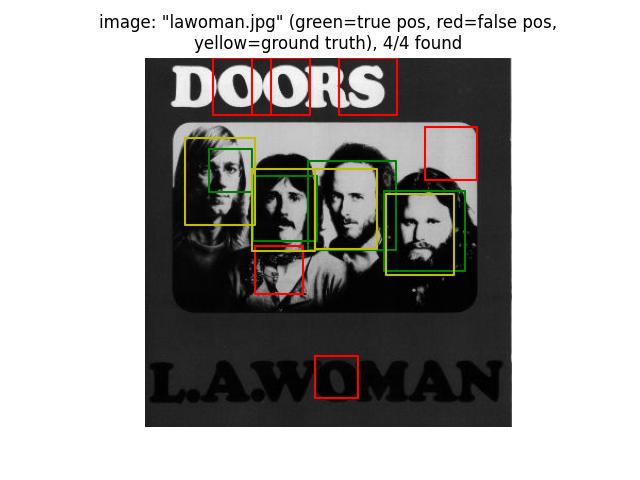 image: "lawoman.jpg" (green=true pos, red=false pos,
yellow=ground truth), 4/4 found
DOORS
L.A.WOMAN